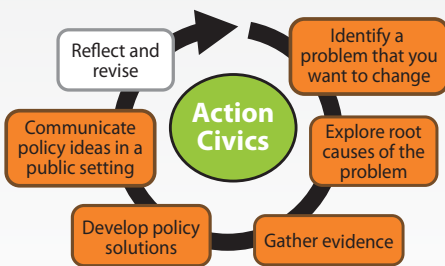 Action
Civics
Identify a
problem that you
want to change
Explore root
causes of the
problem
Gather evidence
Develop policy
solutions
Communicate
policy ideas in a
public setting
Reflect and
revise